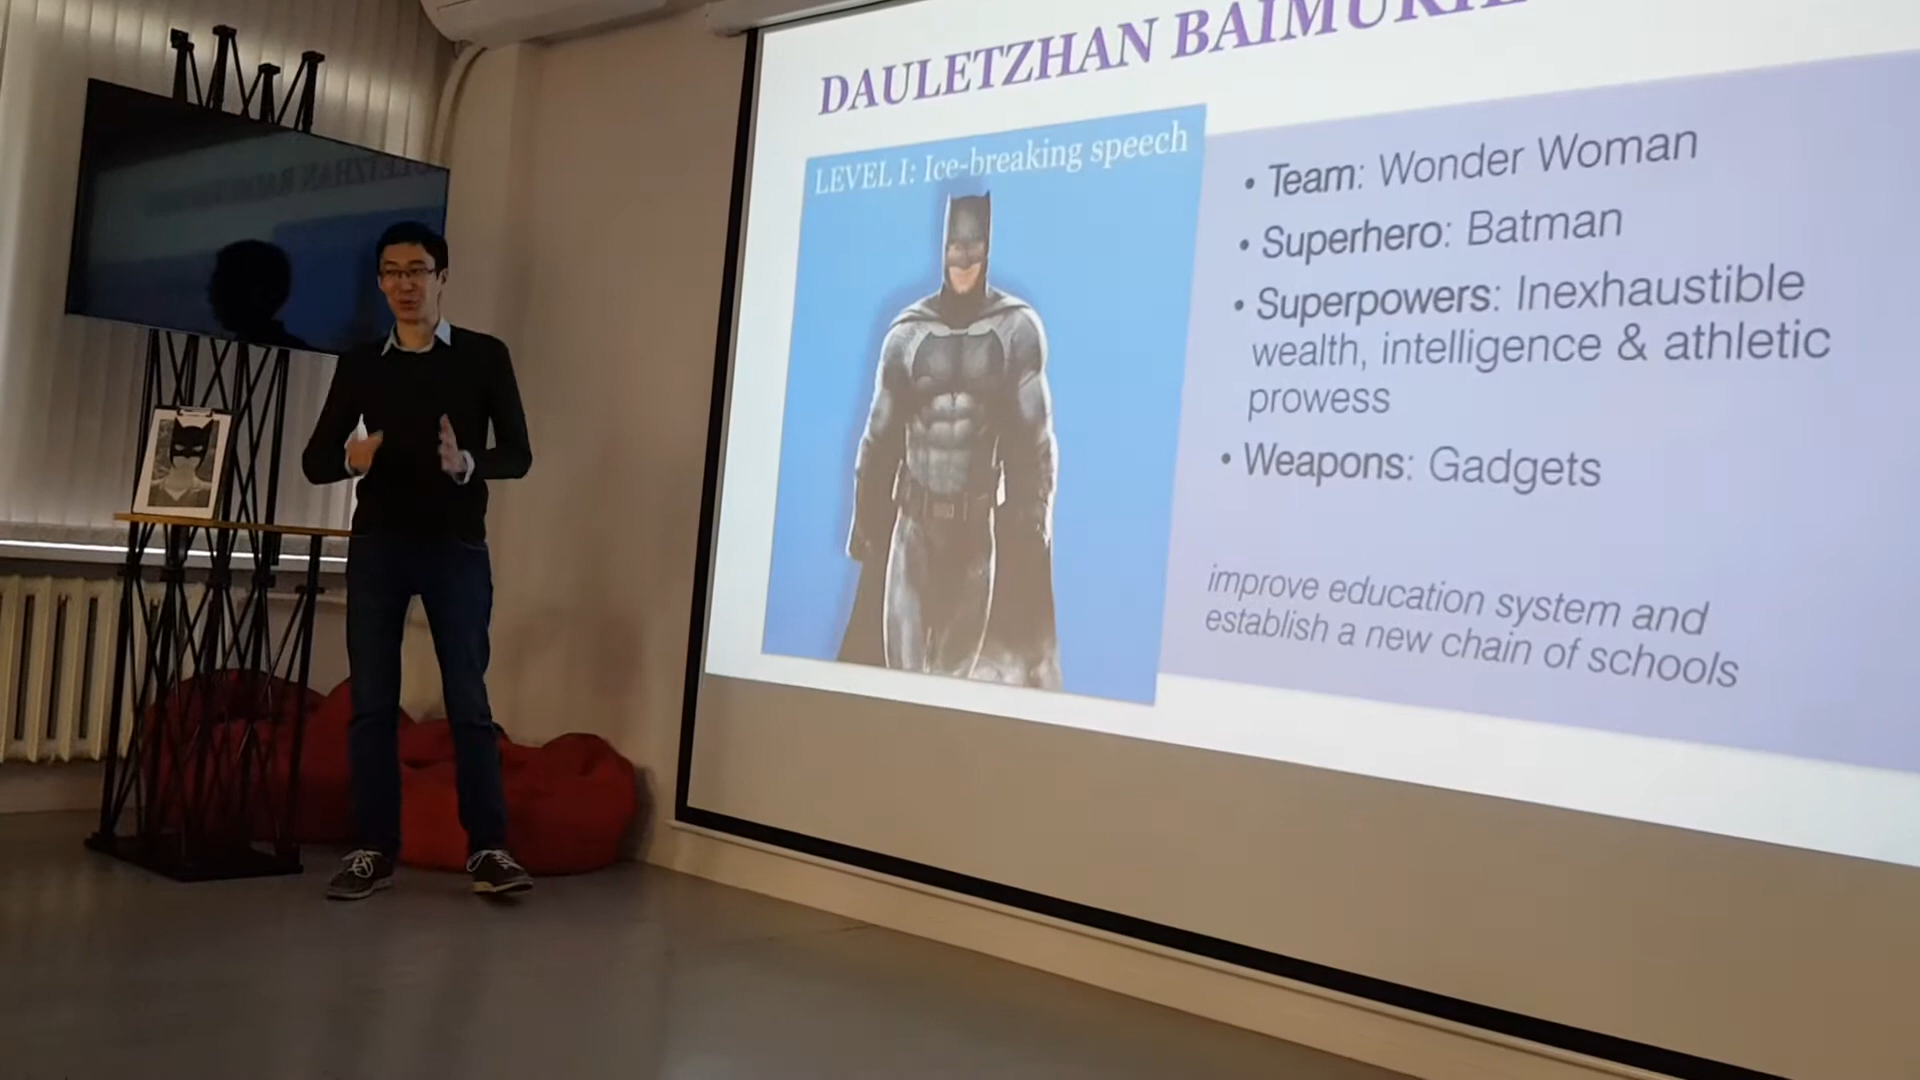 DAULETZHAN
LEVEL I: Ice-breaking speech
• Team: Wonder Woman
• Superhero: Batman
• Superpowers: Inexhaustible
wealth, intelligence & athletic
prowess
• Weapons: Gadgets
improve education system and
establish a new chain of schools